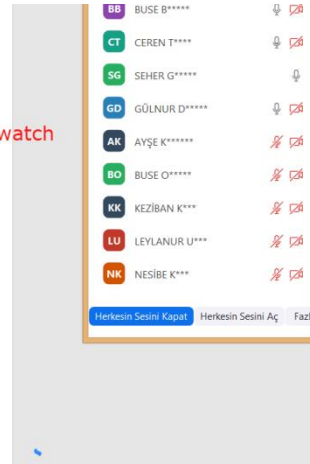 BB BUSE B*****
CT CEREN T****
SG SEHER G*****
GD GÜLNUR D*****
watch
AK AYŞE K******
BO BUSE O*****
KK KEZİBAN K***
LU LEYLANUR U***
NK NESİBE K***
Herkesin Sesini Kapat Herkesin Sesini Aç